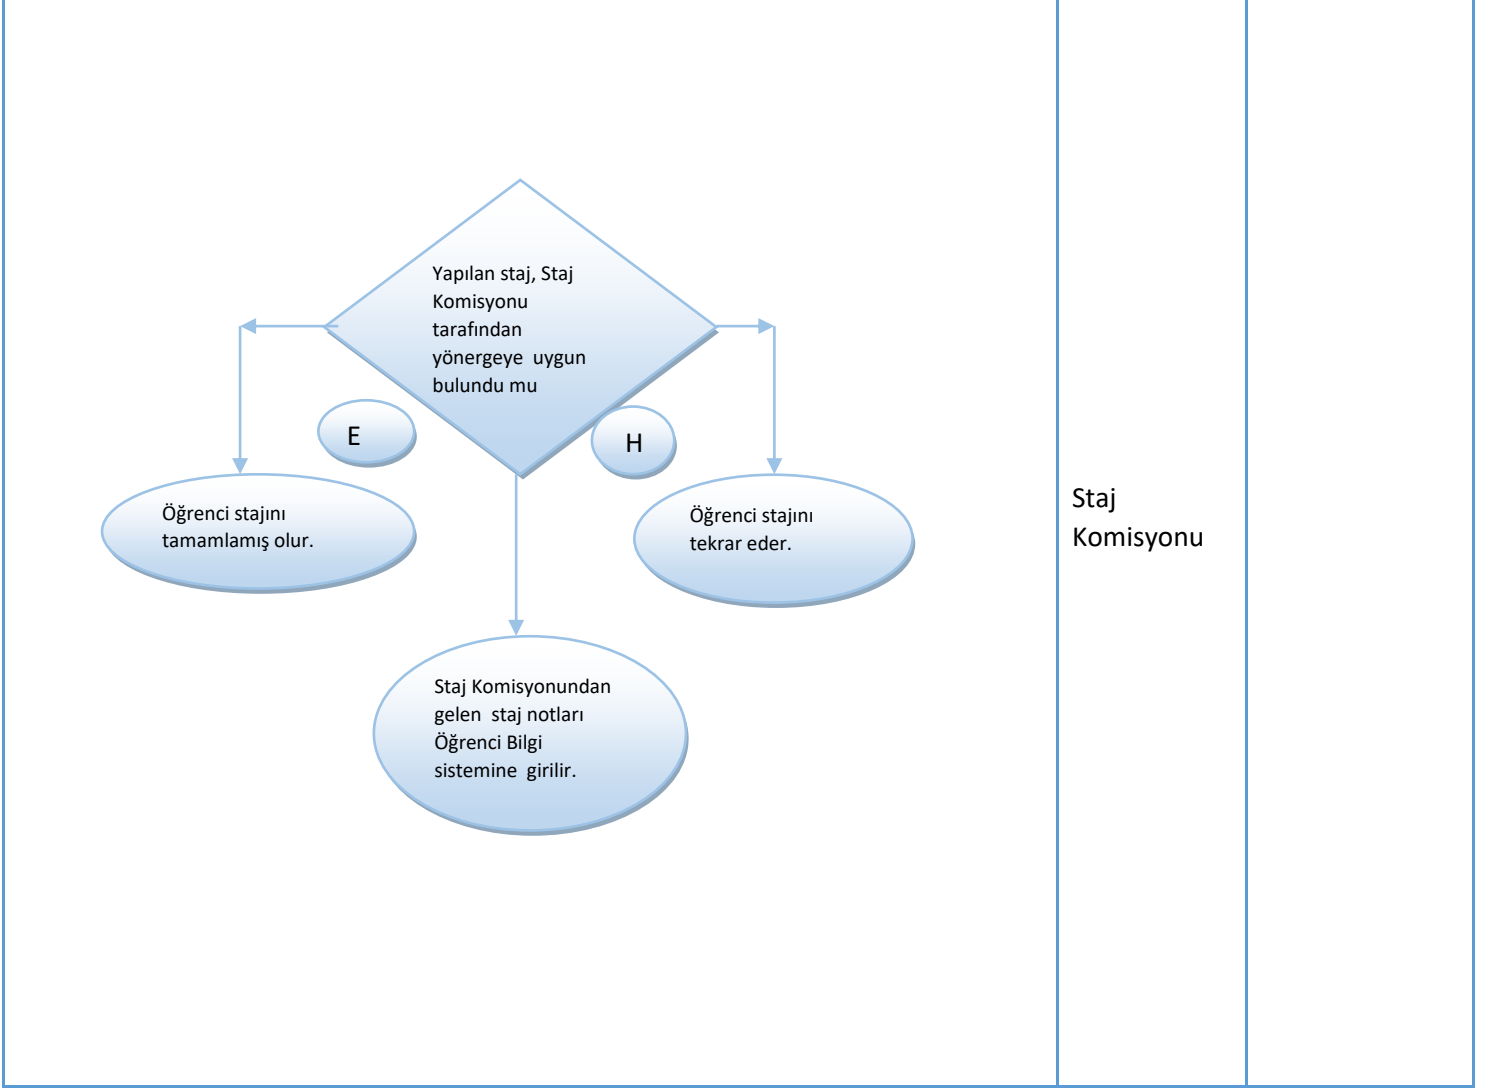 Yapılan staj, Staj
Komisyonu
tarafından
yönergeye  uygun
bulundu mu
E
H
Öğrenci stajını
tamamlamış olur.
Öğrenci stajını
tekrar eder.
Staj Komisyonundan
gelen  staj notları
Öğrenci Bilgi
sistemine  girilir.
Staj
Komisyonu